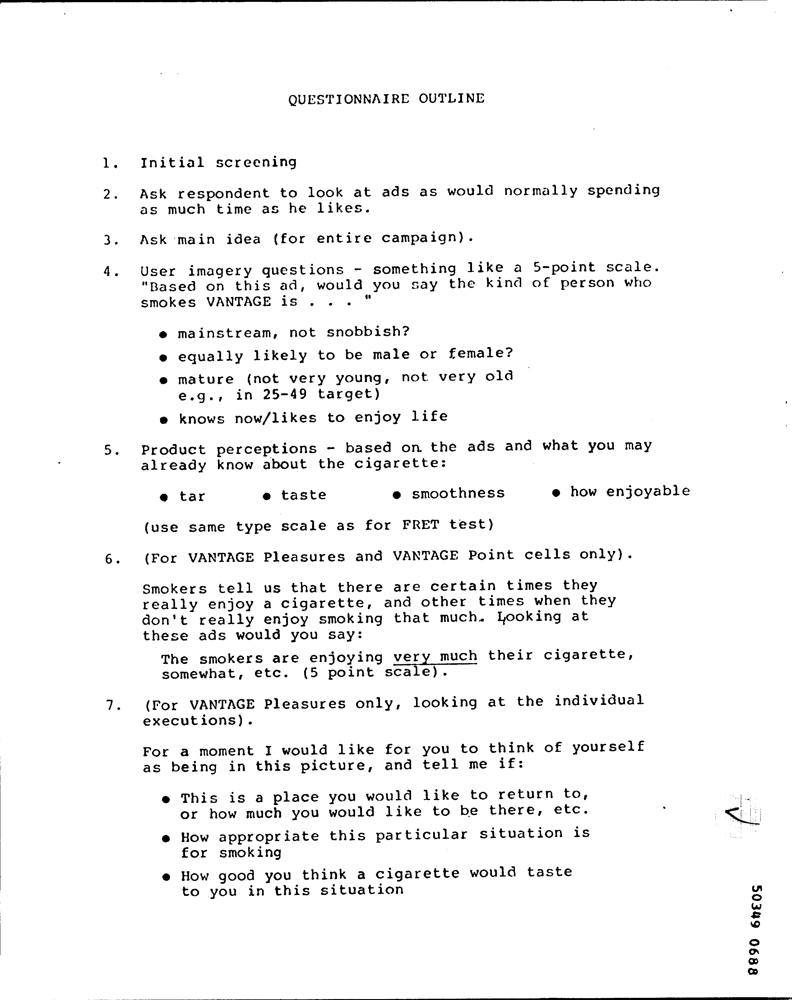 QUESTIONNAIRE OUTLINE
1. Initial screening
2. Ask respondent to look at ads as would normally spending
as much time as he likes.
3. Ask main idea (for entire campaign).
4. User imagery questions - something like a 5-point scale.
"Based on this ad, would you say the kind of person who
smokes VANTAGE is . . . "
● mainstream, not snobbish?
● equally likely to be male or female?
● mature (not very young, not very old
e.g., in 25-49 target)
● knows now/likes to enjoy life
5. Product perceptions - based on the ads and what you may
already know about the cigarette:
● tar ● taste ● smoothness ● how enjoyable
(use same type scale as for FRET test)
6. (For VANTAGE Pleasures and VANTAGE Point cells only).
Smokers tell us that there are certain times they
really enjoy a cigarette, and other times when they
don't really enjoy smoking that much. Looking at
these ads would you say:
The smokers are enjoying very much their cigarette,
somewhat, etc. (5 point scale).
7. (For VANTAGE Pleasures only, looking at the individual
executions).
For a moment I would like for you to think of yourself
as being in this picture, and tell me if:
● This is a place you would like to return to,
or how much you would like to be there, etc.
● How appropriate this particular situation is
for smoking
● How good you think a cigarette would taste
to you in this situation
50349 0688